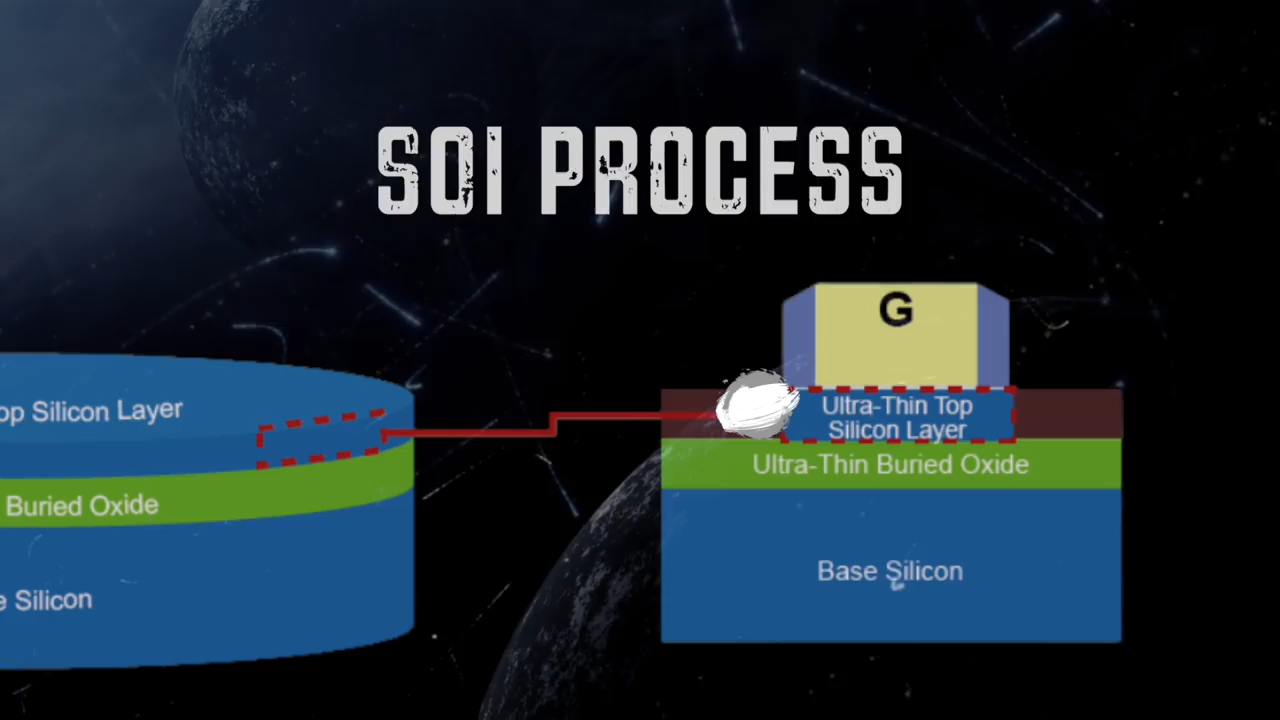 SOI PROCESS
G
op Silicon Layer
Ultra-Thin Top
Silicon Layer
Ultra-Thin Buried Oxide
Buried Oxide
Base Silicon
e Silicon